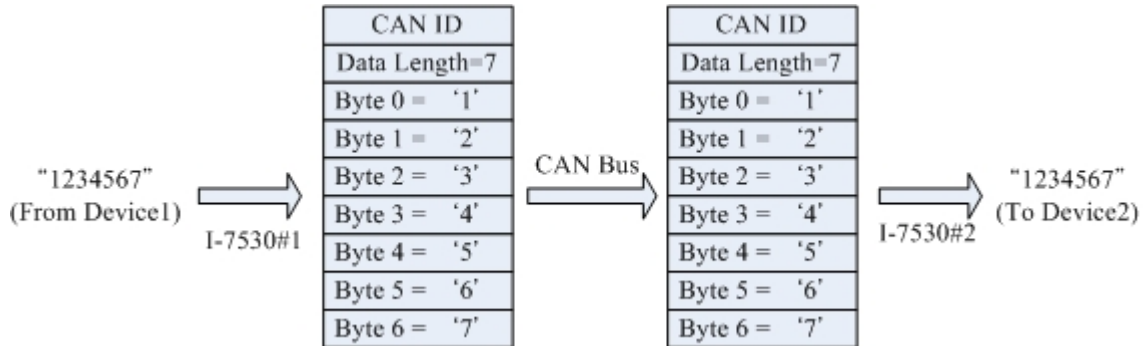 "1234567"
(From Device1)
I-7530#1
CAN ID
Data Length=7
Byte 0 = ‘1’
Byte 1 = ‘2’
Byte 2 = ‘3’
Byte 3 = ‘4’
Byte 4 = ‘5’
Byte 5 = ‘6’
Byte 6 = ‘7’
CAN Bus
CAN ID
Data Length=7
Byte 0 = ‘1’
Byte 1 = ‘2’
Byte 2 = ‘3’
Byte 3 = ‘4’
Byte 4 = ‘5’
Byte 5 = ‘6’
Byte 6 = ‘7’
I-7530#2
"1234567"
(To Device2)